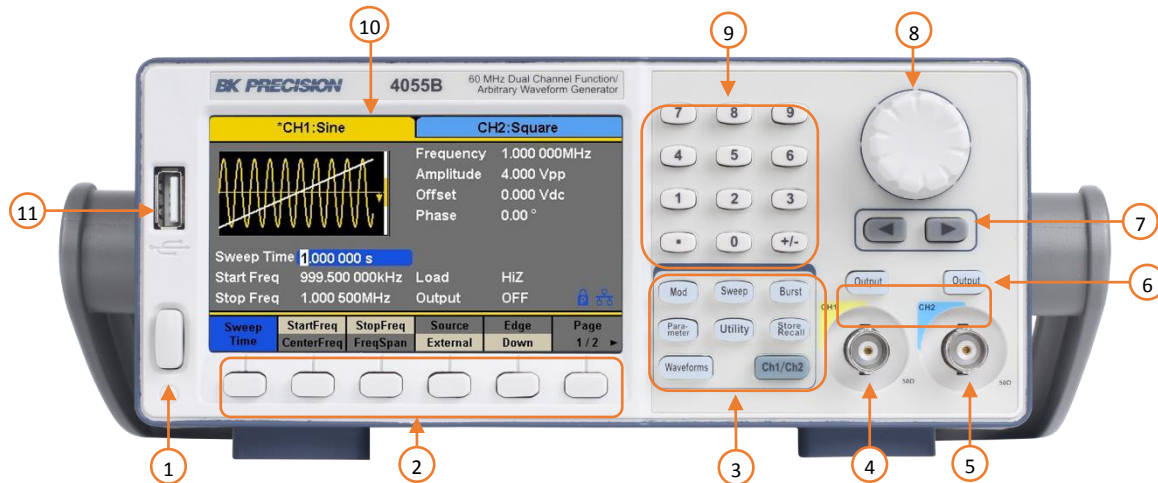 10
9
8
BK PRECISION 4055B 60 MHz Dual Channel Function/
Arbitrary Waveform Generator
*CH1:Sine CH2:Square
Frequency 1.000 000MHz
Amplitude 4.000 Vpp
Offset 0.000 Vdc
Phase 0.00 °
Sweep Time 1.000 000 s
Start Freq 999.500 000kHz Load HiZ
Stop Freq 1.000 500MHz Output OFF
Sweep Time StartFreq CenterFreq StopFreq FreqSpan Source External Edge Down Page 1/2 ►
7 8 9
4 5 6
1 2 3
. 0 +/-
Mod Sweep Burst
Para-
meter Utility Store
Recall
Waveforms Ch1/Ch2
Output Output
CH1 CH2
50Ω 50Ω
11
7
6
1
2
3
4
5